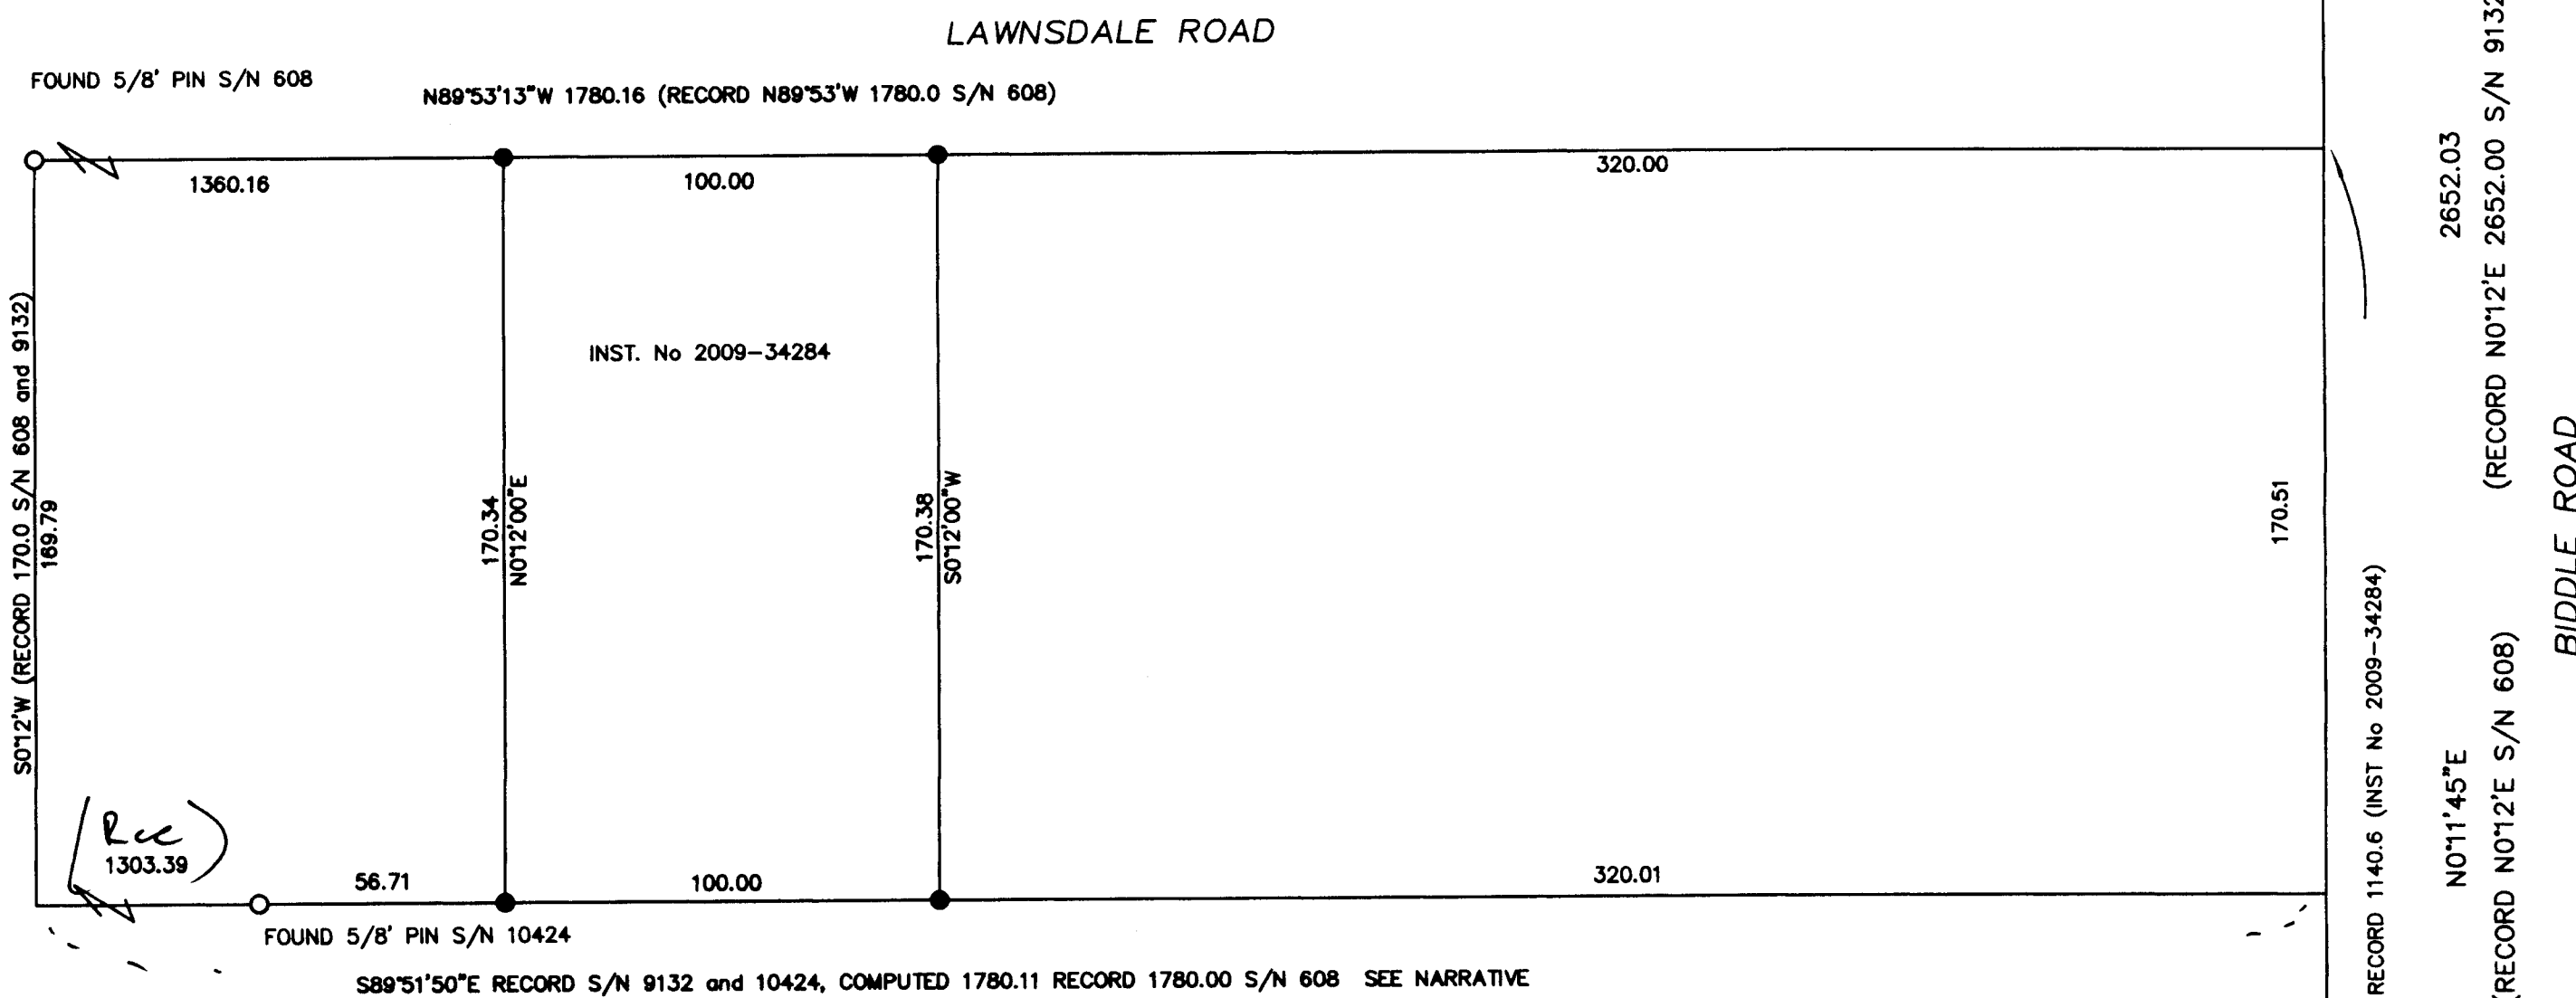 LAWNSDALE ROAD
FOUND 5/8' PIN S/N 608
N89°53'13"W 1780.16 (RECORD N89°53'W 1780.0 S/N 608)
1360.16
100.00
320.00
S0°12'W (RECORD 170.0 S/N 608 and 9132)
169.79
170.34
N0°12'00"E
INST. No 2009-34284
170.38
S0°12'00"W
170.51
RECORD 1140.6 (INST No 2009-34284)
2652.03
(RECORD N0°12'E 2652.00 S/N 9132
N0°11'45"E
(RECORD N0°12'E S/N 608)
BIDDLE ROAD
(Rec
1303.39)
56.71
100.00
320.01
FOUND 5/8' PIN S/N 10424
S89°51'50"E RECORD S/N 9132 and 10424, COMPUTED 1780.11 RECORD 1780.00 S/N 608 SEE NARRATIVE